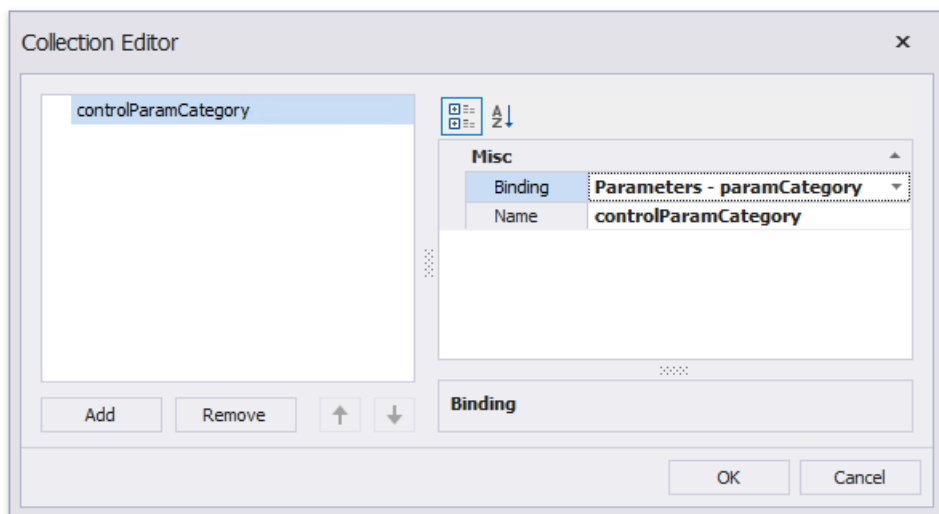 Collection Editor
controlParamCategory
A
Z
Misc
Binding Parameters - paramCategory
Name controlParamCategory
Add Remove
Binding
OK Cancel